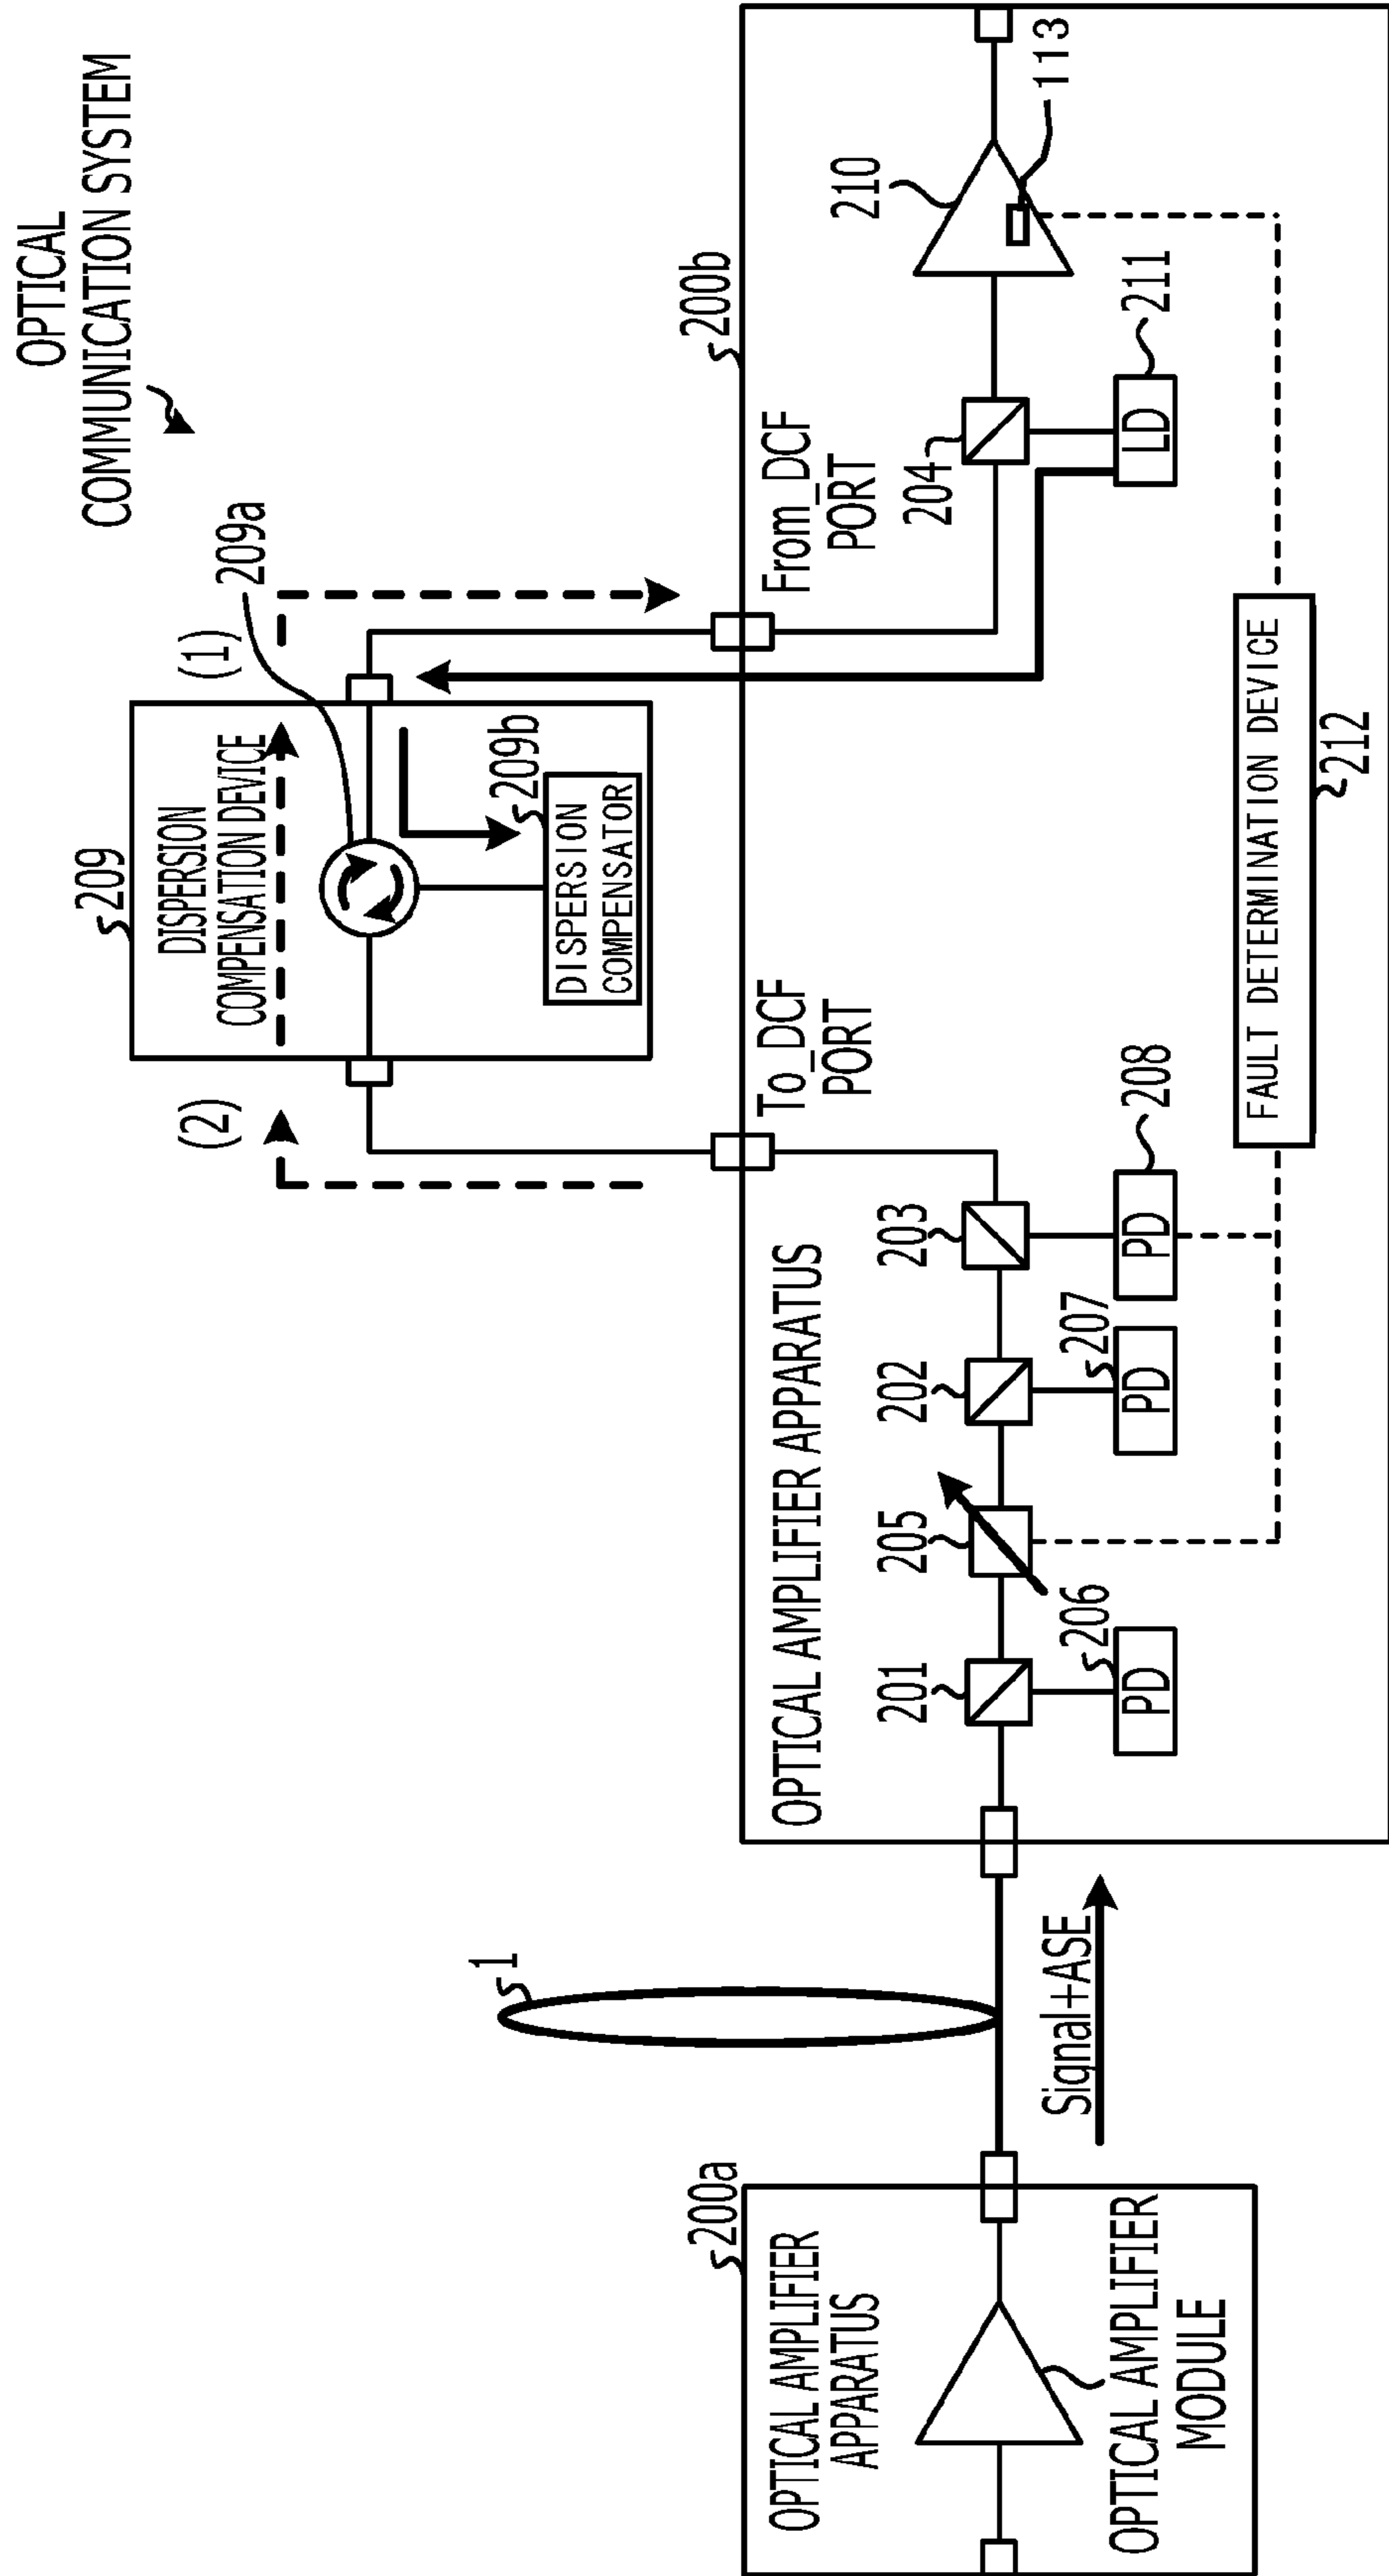 OPTICAL
COMMUNICATION SYSTEM
209
DISPERSION
COMPENSATION DEVICE
(2)
(1)
209a
209b
DISPERSION
COMPENSATOR
1
200a
OPTICAL AMPLIFIER
APPARATUS
OPTICAL AMPLIFIER
MODULE
Signal+ASE
200b
OPTICAL AMPLIFIER APPARATUS
To_DCF
PORT
From_DCF
PORT
201
205
202
203
204
210
113
206
PD
207
PD
208
PD
LD
211
FAULT DETERMINATION DEVICE
212